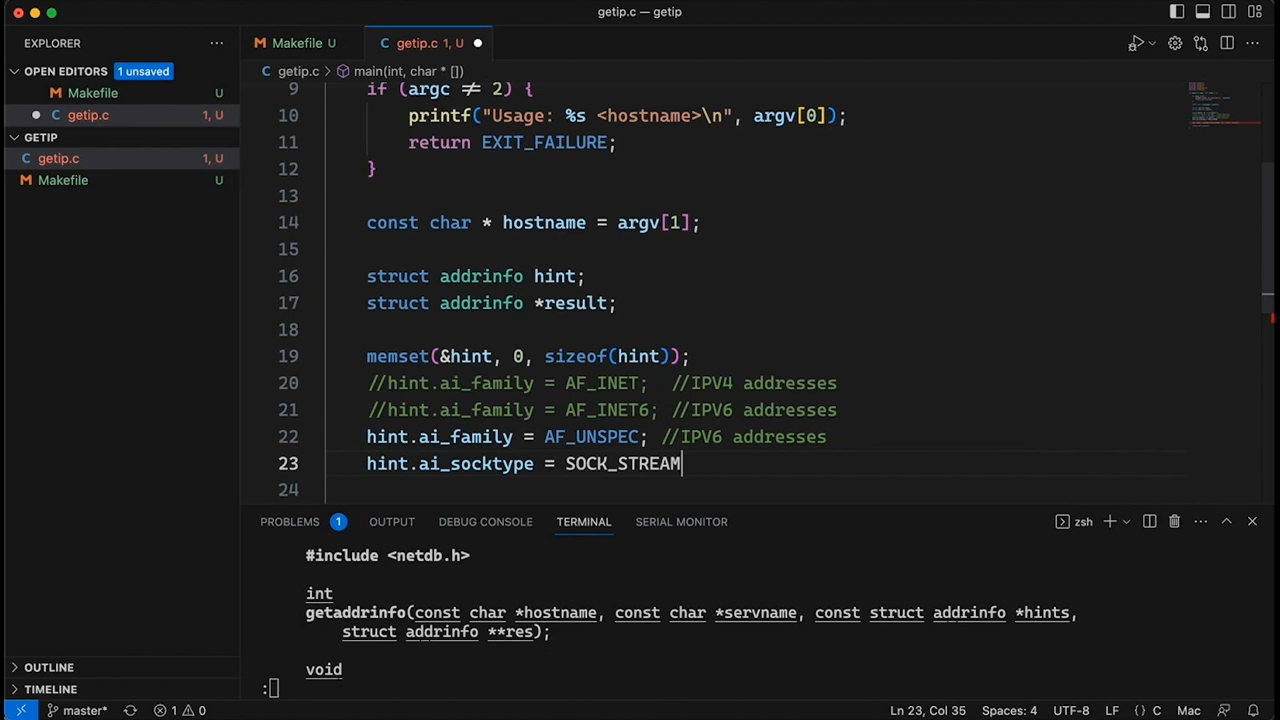 getip.c — getip
EXPLORER
OPEN EDITORS 1 unsaved
Makefile U
getip.c 1, U
GETIP
getip.c 1, U
Makefile U
OUTLINE
TIMELINE
Makefile U
getip.c 1, U
getip.c > main(int, char * [])
9 if (argc ≠ 2) {
10 printf("Usage: %s <hostname>\n", argv[0]);
11 return EXIT_FAILURE;
12 }
13
14 const char * hostname = argv[1];
15
16 struct addrinfo hint;
17 struct addrinfo *result;
18
19 memset(&hint, 0, sizeof(hint));
20 //hint.ai_family = AF_INET; //IPV4 addresses
21 //hint.ai_family = AF_INET6; //IPV6 addresses
22 hint.ai_family = AF_UNSPEC; //IPV6 addresses
23 hint.ai_socktype = SOCK_STREAM
24
PROBLEMS 1 OUTPUT DEBUG CONSOLE TERMINAL SERIAL MONITOR zsh
#include <netdb.h>
int
getaddrinfo(const char *hostname, const char *servname, const struct addrinfo *hints,
struct addrinfo **res);
void
:
master* 1 0 Ln 23, Col 35 Spaces: 4 UTF-8 LF {} C Mac